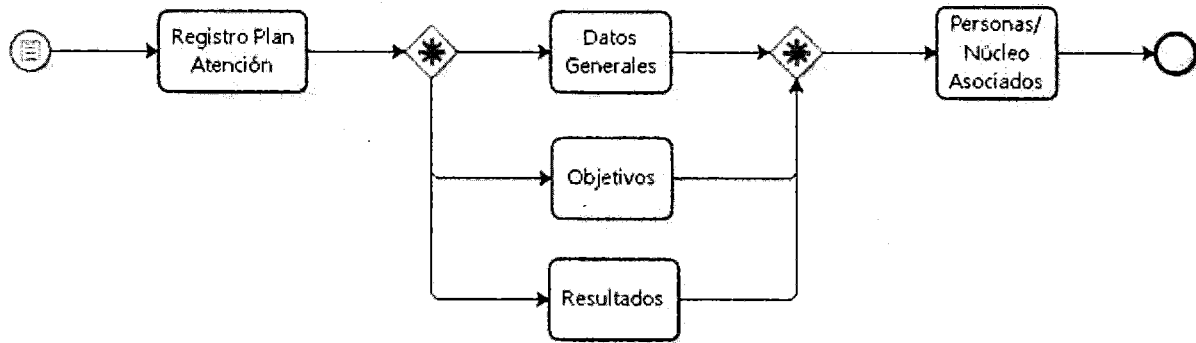 Registro Plan
Atención
Datos
Generales
Personas/
Núcleo
Asociados
Objetivos
Resultados